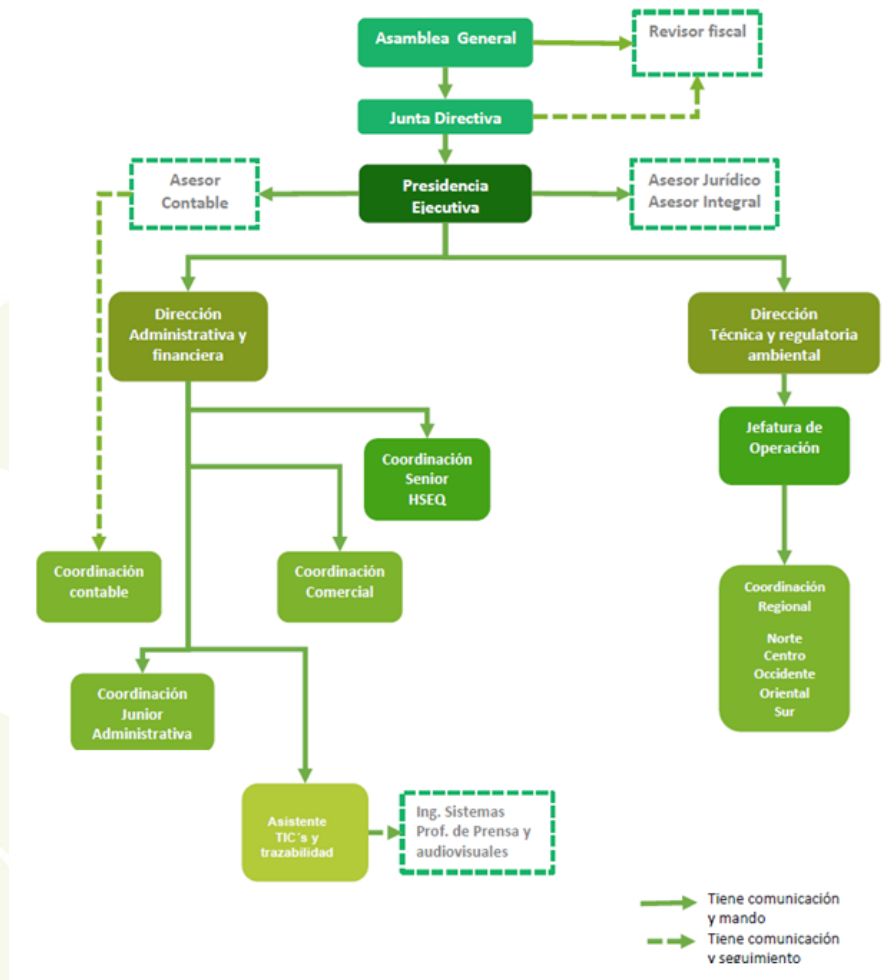 Asamblea General
Revisor fiscal
Junta Directiva
Asesor
Contable
Presidencia
Ejecutiva
Asesor Jurídico
Asesor Integral
Dirección
Administrativa y
financiera
Dirección
Técnica y regulatoria
ambiental
Jefatura de
Operación
Coordinación
Senior
HSEQ
Coordinación
contable
Coordinación
Comercial
Coordinación
Regional
Norte
Centro
Occidente
Oriental
Sur
Coordinación
Junior
Administrativa
Asistente
TIC´s y
trazabilidad
Ing. Sistemas
Prof. de Prensa y
audiovisuales
Tiene comunicación
y mando
Tiene comunicación
y seguimiento